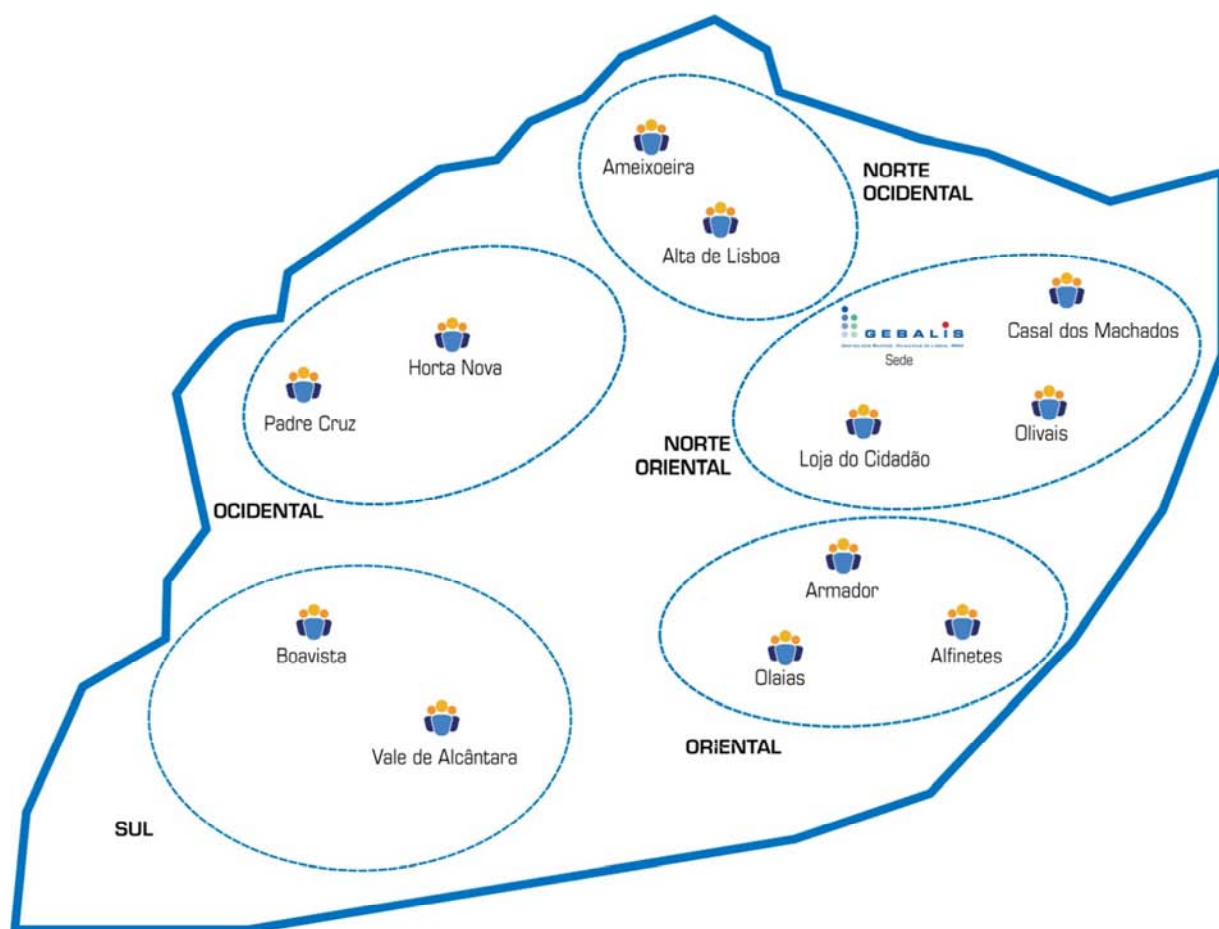 Ameixoeira
NORTE
OCIDENTAL
Alta de Lisboa
GEBALIS
Sede
Casal dos Machados
Horta Nova
Padre Cruz
Olivais
NORTE
ORIENTAL
Loja do Cidadão
OCIDENTAL
Armador
Boavista
Olaias
Alfinetes
Vale de Alcântara
ORIENTAL
SUL